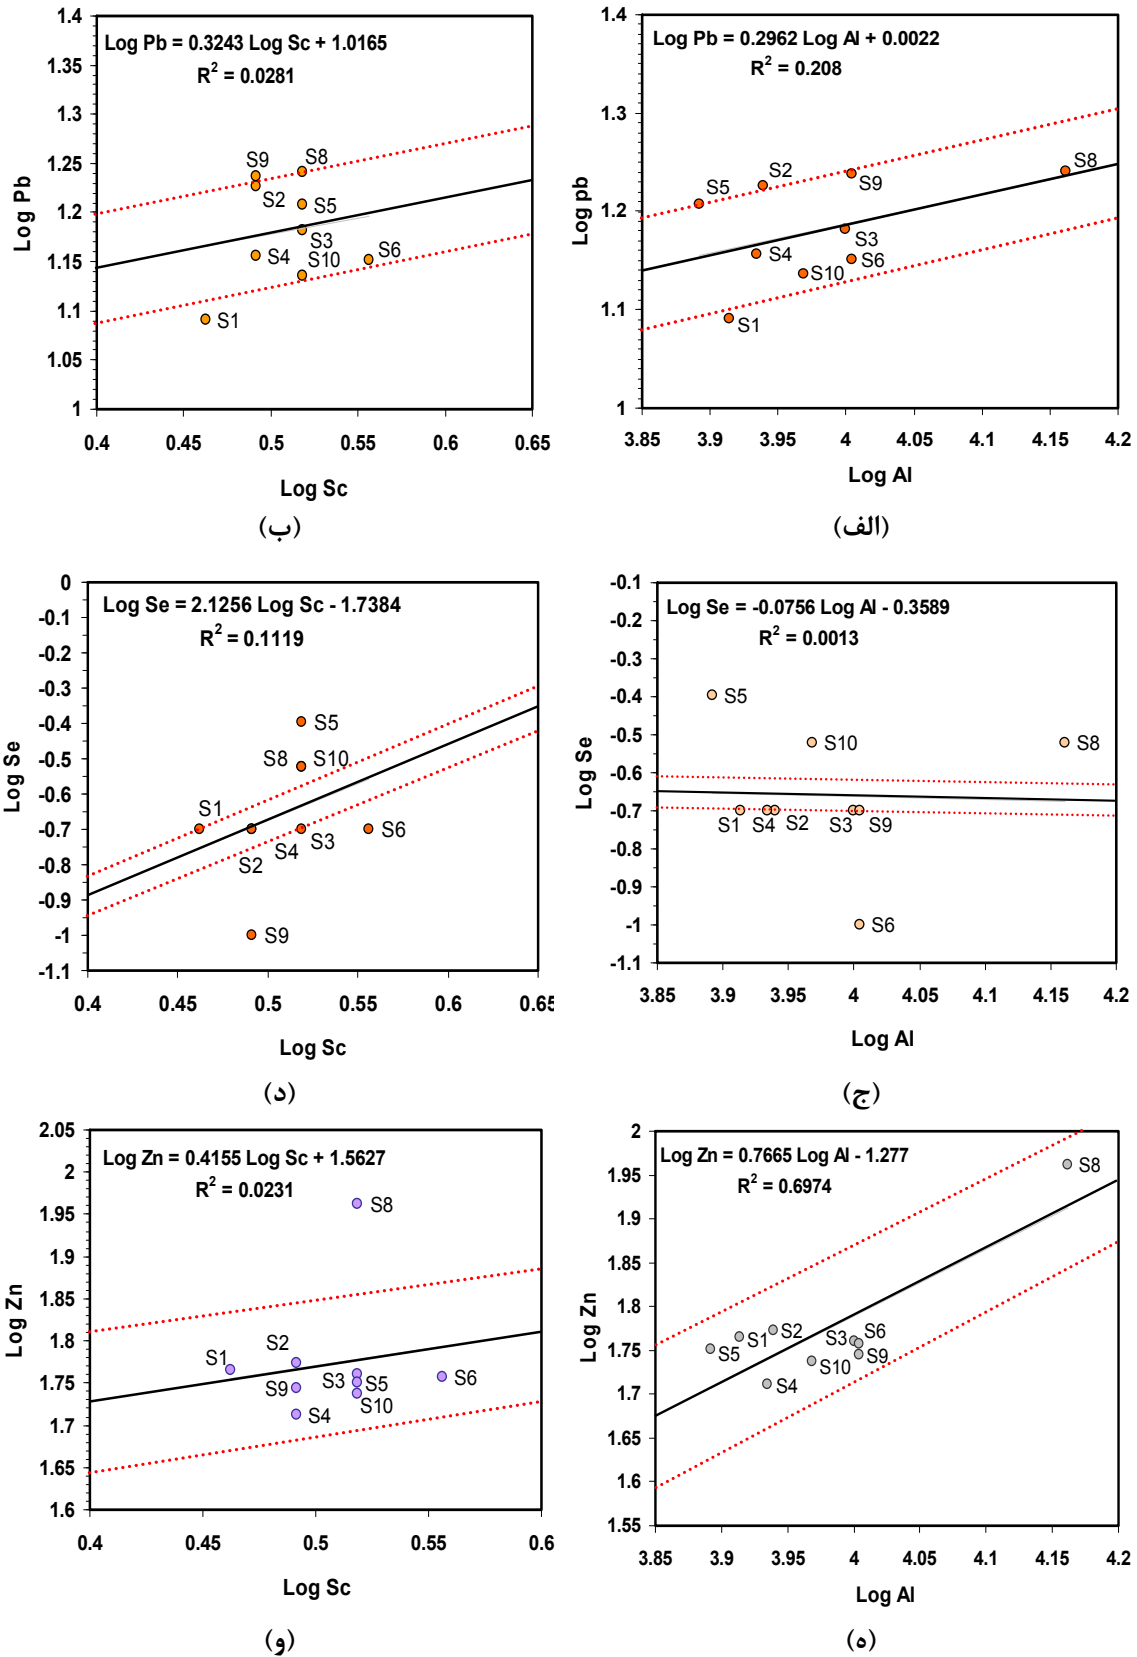 Log Pb = 0.3243 Log Sc + 1.0165
R2 = 0.0281
Log Pb
1.4
1.35
1.3
1.25
1.2
1.15
1.1
1.05
1
S9
S8
S2
S5
S3
S4
S10
S6
S1
0.4 0.45 0.5 0.55 0.6 0.65
Log Sc
(ب)
Log Pb = 0.2962 Log Al + 0.0022
R2 = 0.208
Log pb
1.4
1.3
1.2
1.1
1
S5
S2
S9
S8
S4
S3
S10
S6
S1
3.85 3.9 3.95 4 4.05 4.1 4.15 4.2
Log Al
(الف)
Log Se = 2.1256 Log Sc - 1.7384
R2 = 0.1119
Log Se
0
-0.1
-0.2
-0.3
-0.4
-0.5
-0.6
-0.7
-0.8
-0.9
-1
-1.1
S5
S8 S10
S1
S2
S4
S3
S6
S9
0.4 0.45 0.5 0.55 0.6 0.65
Log Sc
(د)
Log Se = -0.0756 Log Al - 0.3589
R2 = 0.0013
Log Se
-0.1
-0.2
-0.3
-0.4
-0.5
-0.6
-0.7
-0.8
-0.9
-1
-1.1
S5
S10
S8
S1 S4 S2 S3 S9
S6
3.85 3.9 3.95 4 4.05 4.1 4.15 4.2
Log Al
(ج)
Log Zn = 0.4155 Log Sc + 1.5627
R2 = 0.0231
Log Zn
2.05
2
1.95
1.9
1.85
1.8
1.75
1.7
1.65
1.6
S8
S2
S1
S3
S5
S6
S9
S10
S4
0.4 0.45 0.5 0.55 0.6
Log Sc
(و)
Log Zn = 0.7665 Log Al - 1.277
R2 = 0.6974
Log Zn
2
1.95
1.9
1.85
1.8
1.75
1.7
1.65
1.6
1.55
S8
S5
S1
S2
S3
S6
S10
S9
S4
3.85 3.9 3.95 4 4.05 4.1 4.15 4.2
Log Al
(ه)